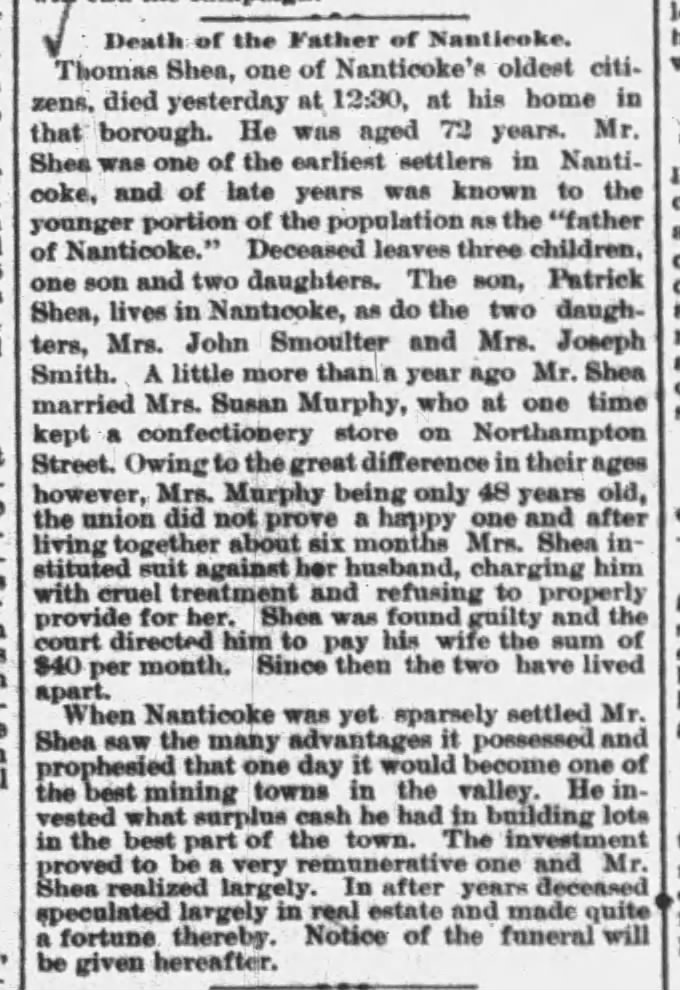 Death of the Father of Nanticoke.
Thomas Shea, one of Nanticoke's oldest citi-
zens, died yesterday at 12:30, at his home in
that borough. He was aged 72 years. Mr.
Shea was one of the earliest settlers in Nanti-
coke, and of late years was known to the
younger portion of the population as the "father
of Nanticoke." Deceased leaves three children,
one son and two daughters. The son, Patrick
Shea, lives in Nanticoke, as do the two daugh-
ters, Mrs. John Smoulter and Mrs. Joseph
Smith. A little more than a year ago Mr. Shea
married Mrs. Susan Murphy, who at one time
kept a confectionery store on Northampton
Street. Owing to the great difference in their ages
however, Mrs. Murphy being only 48 years old,
the union did not prove a happy one and after
living together about six months Mrs. Shea in-
stituted suit against her husband, charging him
with cruel treatment and refusing to properly
provide for her. Shea was found guilty and the
court directed him to pay his wife the sum of
$40 per month. Since then the two have lived
apart.
When Nanticoke was yet sparsely settled Mr.
Shea saw the many advantages it possessed and
prophesied that one day it would become one of
the best mining towns in the valley. He in-
vested what surplus cash he had in building lots
in the best part of the town. The investment
proved to be a very remunerative one and Mr.
Shea realized largely. In after years deceased
speculated largely in real estate and made quite
a fortune thereby. Notice of the funeral will
be given hereafter.